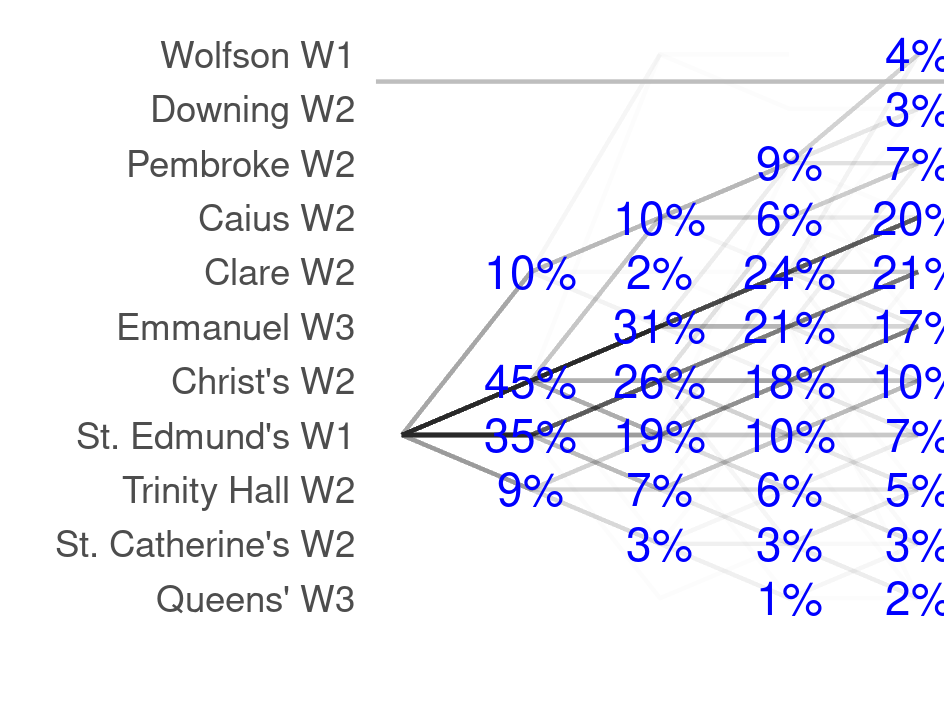 Wolfson W1 4%
Downing W2 3%
Pembroke W2 9% 7%
Caius W2 10% 6% 20%
Clare W2 10% 2% 24% 21%
Emmanuel W3 31% 21% 17%
Christ's W2 45% 26% 18% 10%
St. Edmund's W1 35% 19% 10% 7%
Trinity Hall W2 9% 7% 6% 5%
St. Catherine's W2 3% 3% 3%
Queens' W3 1% 2%